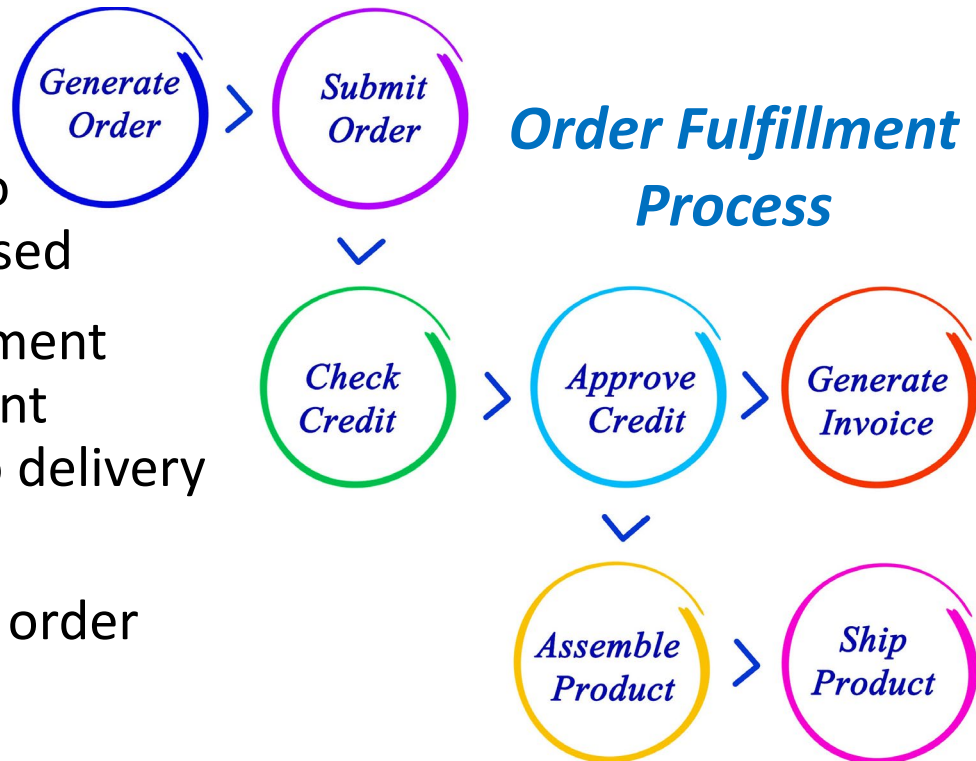 Generate
Order
Submit
Order
Order Fulfillment
Process
sed
ment
nt
delivery
order
Check
Credit
Approve
Credit
Generate
Invoice
Assemble
Product
Ship
Product